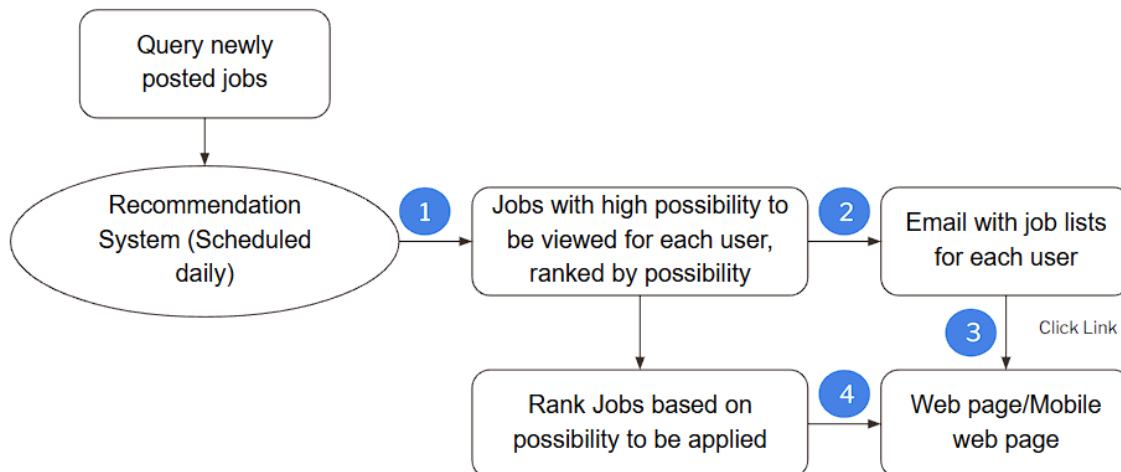 Query newly
posted jobs
Recommendation
System (Scheduled
daily)
1
Jobs with high possibility to
be viewed for each user,
ranked by possibility
2
Email with job lists
for each user
3
Click Link
Rank Jobs based on
possibility to be applied
4
Web page/Mobile
web page